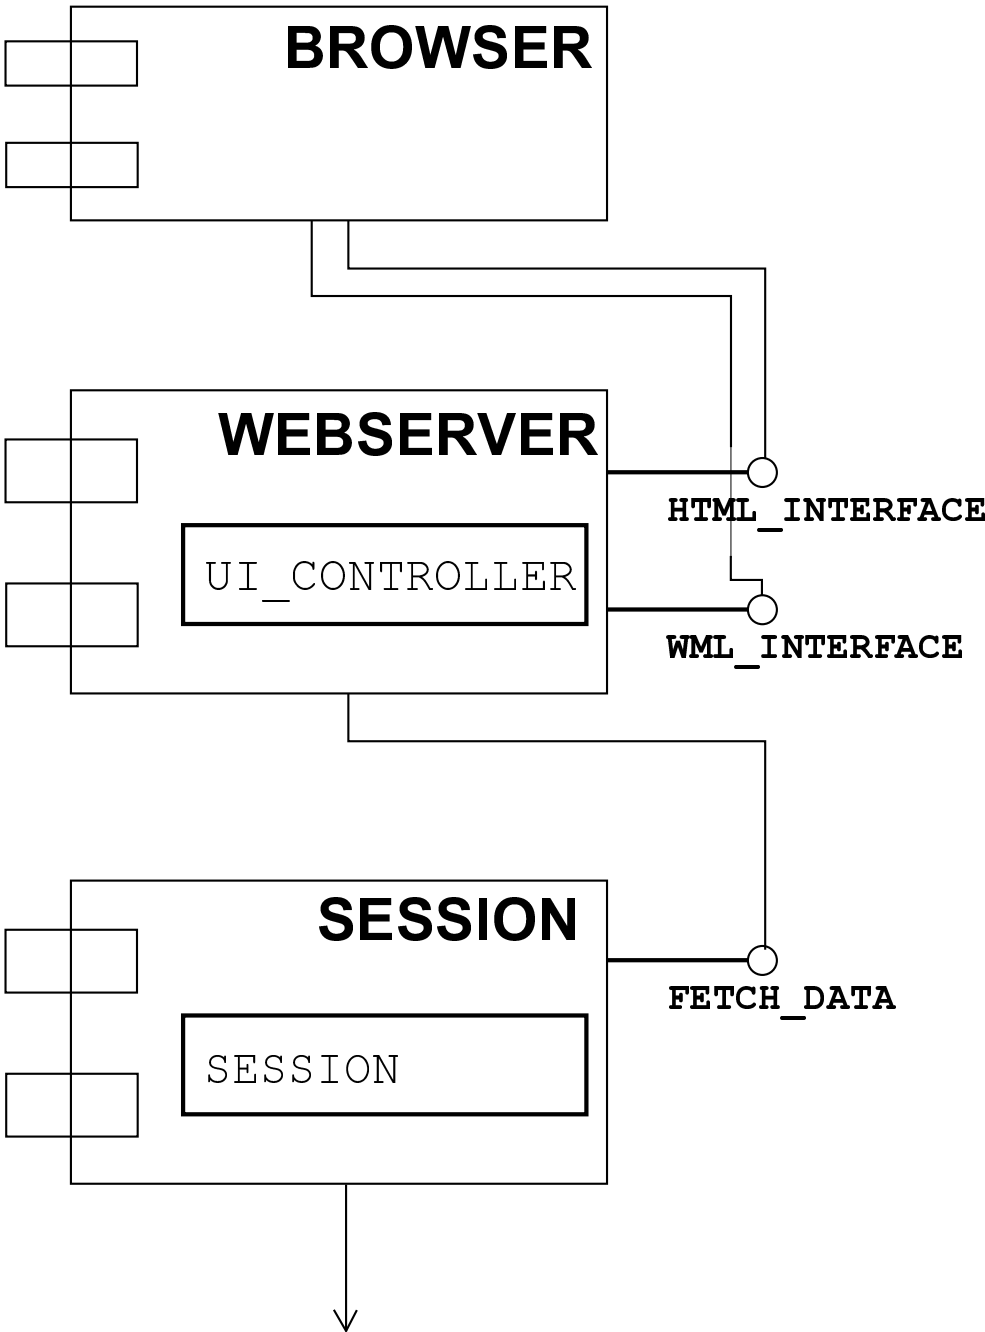 BROWSER
WEBSERVER
HTML_INTERFACE
UI_CONTROLLER
WML_INTERFACE
SESSION
FETCH_DATA
SESSION